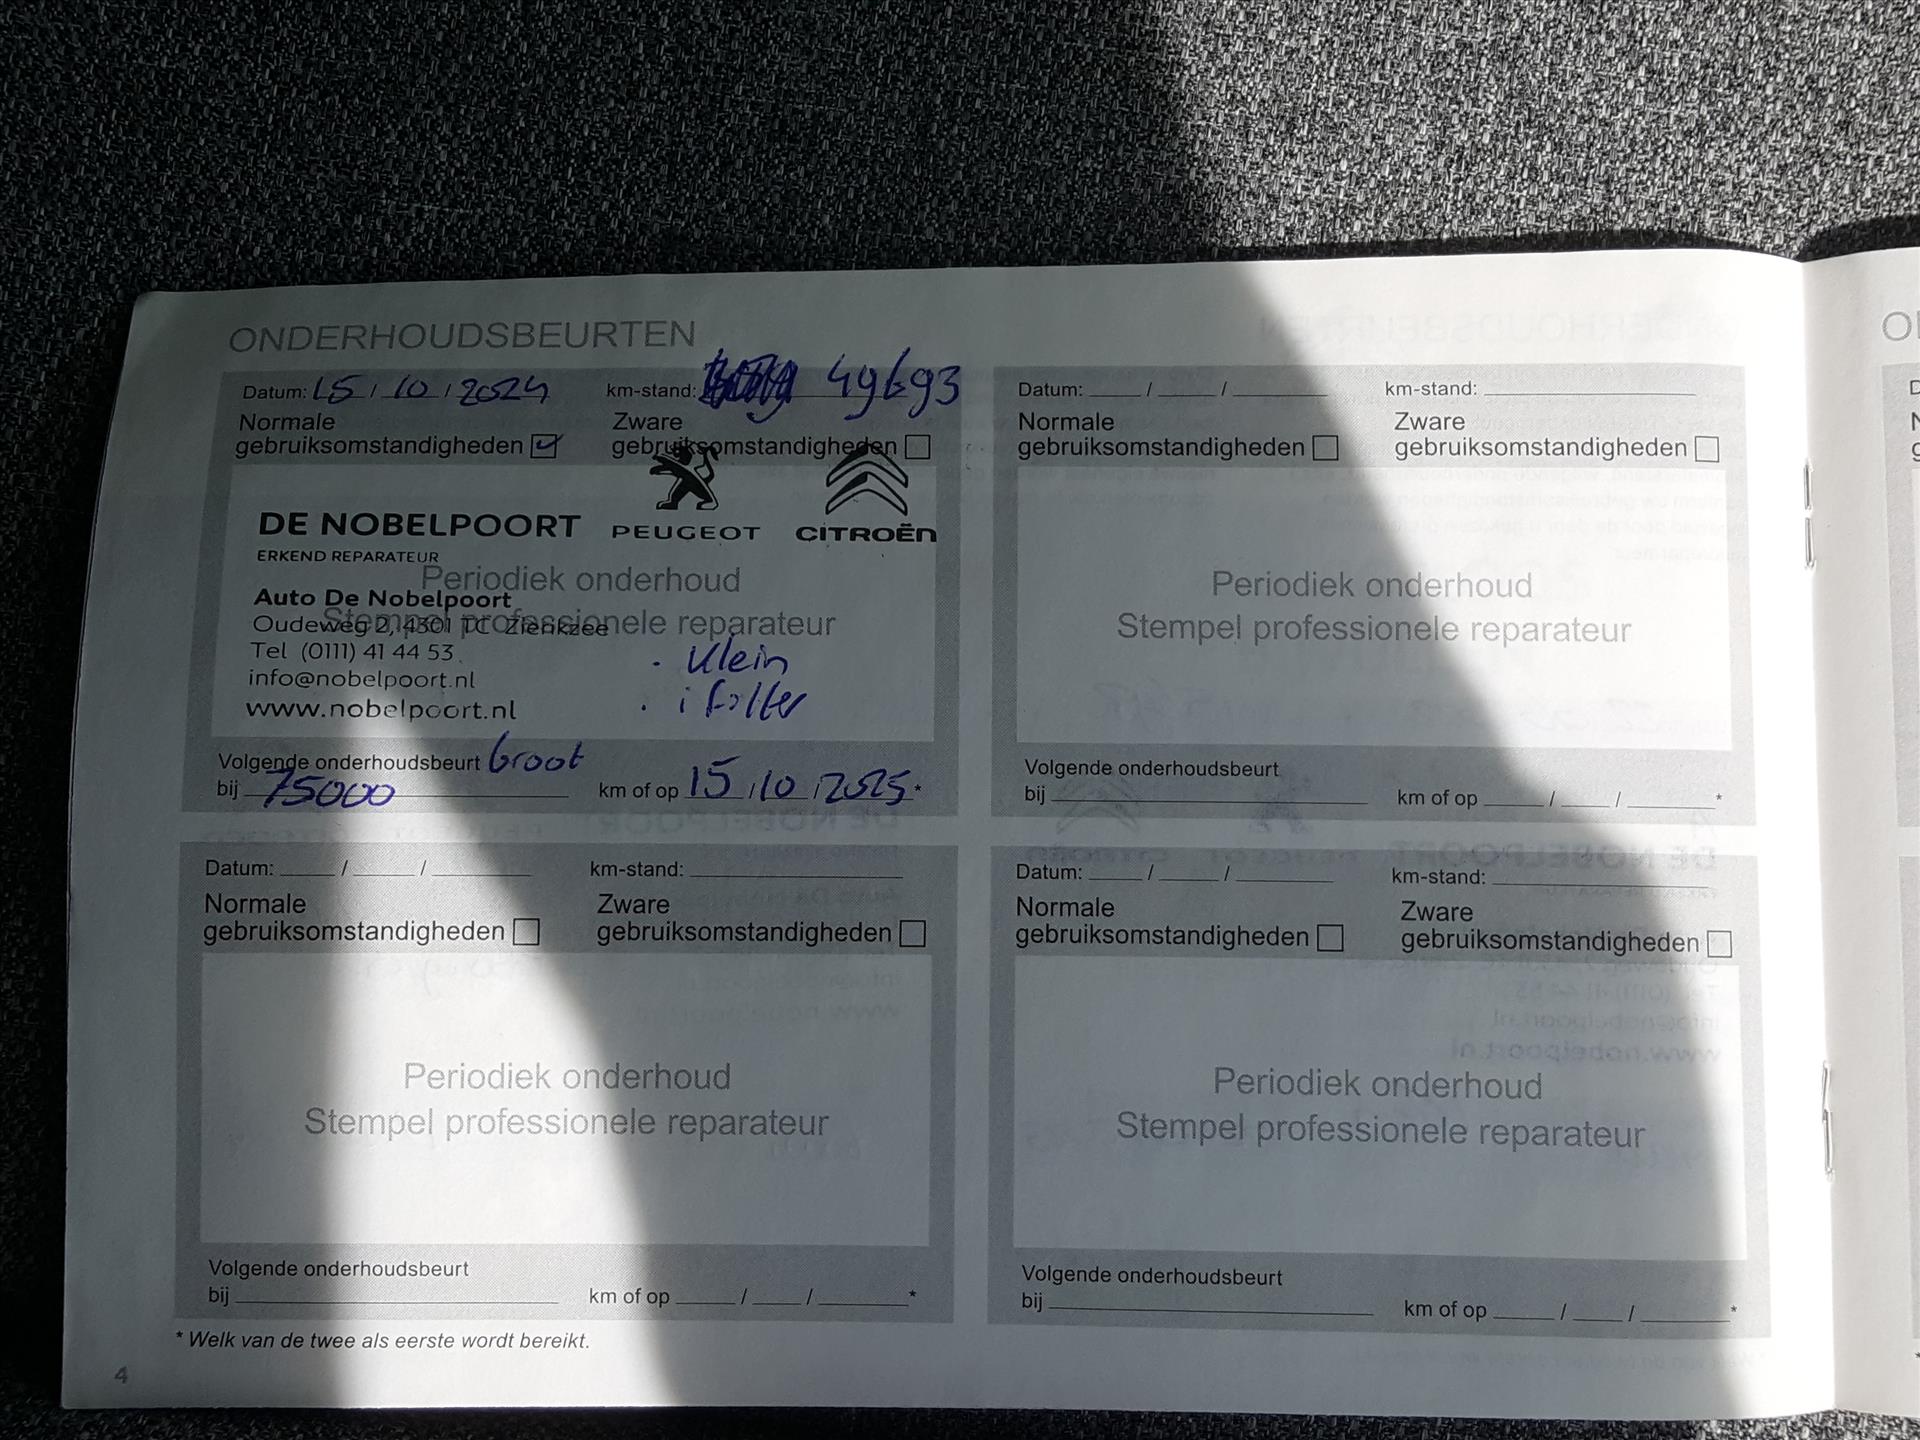 ONDERHOUDSBEURTEN
Datum: 15 / 10 / 2024 km-stand: 49693
Normale Zware
gebruiksomstandigheden gebruiksomstandigheden
DE NOBELPOORT PEUGEOT CITROËN
ERKEND REPARATEUR
Periodiek onderhoud
Auto De Nobelpoort
Stempel professionele reparateur
Oudeweg 2, 4301 TC Zierikzee
Tel (0111) 41 44 53
· Klein
info@nobelpoort.nl
· i filter
www.nobelpoort.nl
Volgende onderhoudsbeurt Groot
bij 75000 km of op 15 / 10 / 2025 *
Datum: / / km-stand:
Normale Zware
gebruiksomstandigheden gebruiksomstandigheden
Periodiek onderhoud
Stempel professionele reparateur
Volgende onderhoudsbeurt
bij km of op / / *
Datum: / / km-stand:
Normale Zware
gebruiksomstandigheden gebruiksomstandigheden
Periodiek onderhoud
Stempel professionele reparateur
Volgende onderhoudsbeurt
bij km of op / / *
Datum: / / km-stand:
Normale Zware
gebruiksomstandigheden gebruiksomstandigheden
Periodiek onderhoud
Stempel professionele reparateur
Volgende onderhoudsbeurt
bij km of op / / *
* Welk van de twee als eerste wordt bereikt.
4